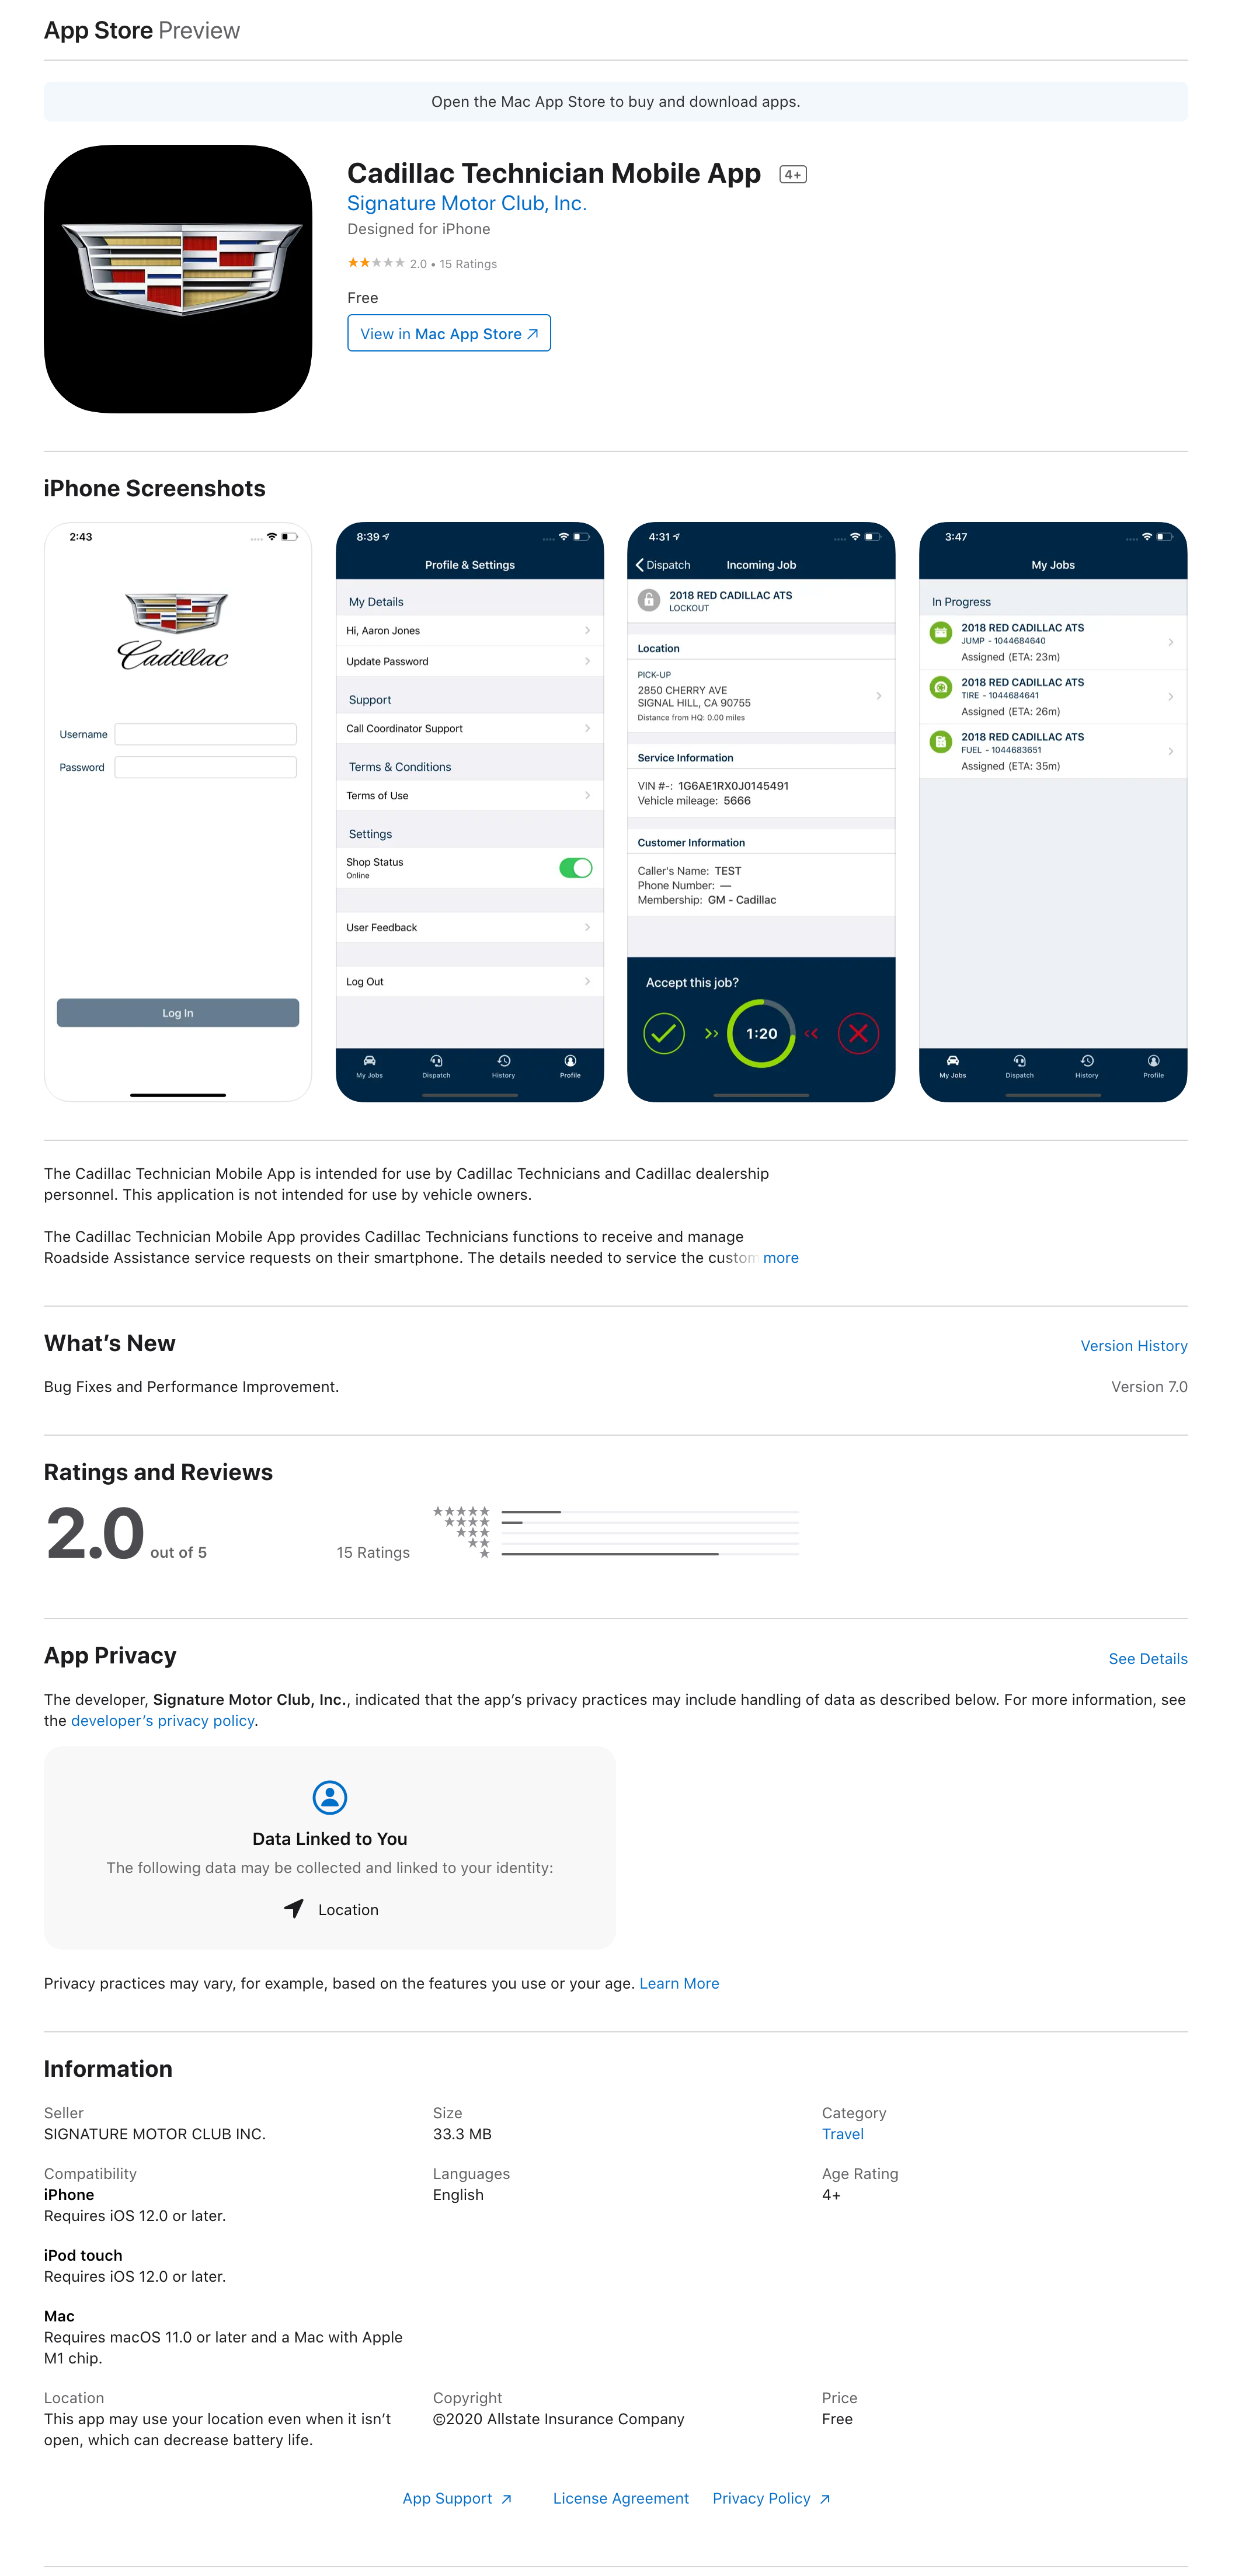 App Store Preview
Open the Mac App Store to buy and download apps.
Cadillac Technician Mobile App 4+
Signature Motor Club, Inc.
Designed for iPhone
★★★★★ 2.0 • 15 Ratings
Free
View in Mac App Store ↗
iPhone Screenshots
2:43
Cadillac
Username
Password
Log In
8:39
Profile & Settings
My Details
Hi, Aaron Jones
Update Password
Support
Call Coordinator Support
Terms & Conditions
Terms of Use
Settings
Shop Status
Online
User Feedback
Log Out
My Jobs Dispatch History Profile
4:31
Dispatch Incoming Job
2018 RED CADILLAC ATS
LOCKOUT
Location
PICK-UP
2850 CHERRY AVE
SIGNAL HILL, CA 90755
Distance from HQ: 0.00 miles
Service Information
VIN #-: 1G6AE1RX0J0145491
Vehicle mileage: 5666
Customer Information
Caller's Name: TEST
Phone Number: —
Membership: GM - Cadillac
Accept this job?
1:20
3:47
My Jobs
In Progress
2018 RED CADILLAC ATS
JUMP - 1044684640
Assigned (ETA: 23m)
2018 RED CADILLAC ATS
TIRE - 1044684641
Assigned (ETA: 26m)
2018 RED CADILLAC ATS
FUEL - 1044683651
Assigned (ETA: 35m)
My Jobs Dispatch History Profile
The Cadillac Technician Mobile App is intended for use by Cadillac Technicians and Cadillac dealership
personnel. This application is not intended for use by vehicle owners.
The Cadillac Technician Mobile App provides Cadillac Technicians functions to receive and manage
Roadside Assistance service requests on their smartphone. The details needed to service the custom more
What's New Version History
Bug Fixes and Performance Improvement. Version 7.0
Ratings and Reviews
2.0 out of 5 15 Ratings
App Privacy See Details
The developer, Signature Motor Club, Inc., indicated that the app's privacy practices may include handling of data as described below. For more information, see
the developer's privacy policy.
Data Linked to You
The following data may be collected and linked to your identity:
Location
Privacy practices may vary, for example, based on the features you use or your age. Learn More
Information
Seller
SIGNATURE MOTOR CLUB INC.
Size
33.3 MB
Category
Travel
Compatibility
iPhone
Requires iOS 12.0 or later.
iPod touch
Requires iOS 12.0 or later.
Mac
Requires macOS 11.0 or later and a Mac with Apple
M1 chip.
Languages
English
Age Rating
4+
Location
This app may use your location even when it isn't
open, which can decrease battery life.
Copyright
©2020 Allstate Insurance Company
Price
Free
App Support ↗ License Agreement Privacy Policy ↗